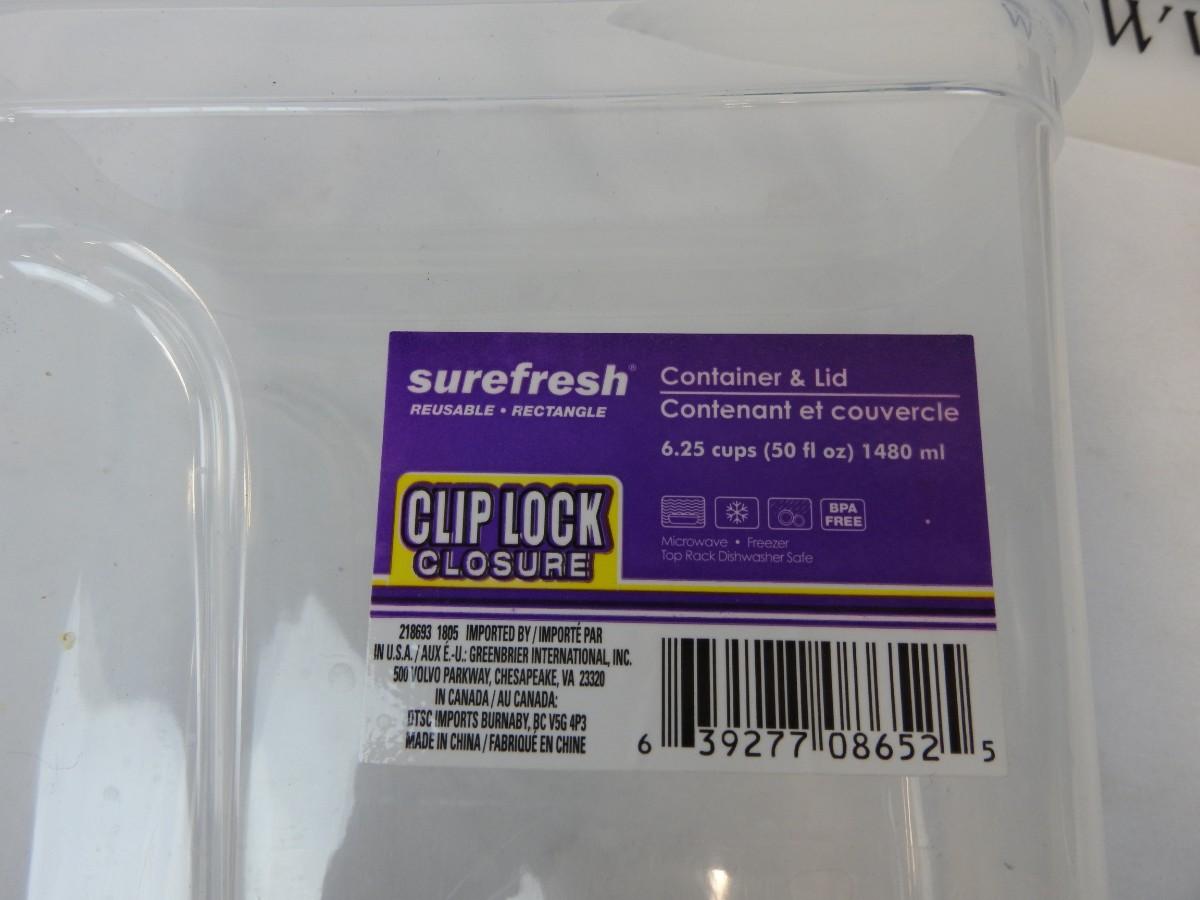 surefresh®
REUSABLE • RECTANGLE
Container & Lid
Contenant et couvercle
6.25 cups (50 fl oz) 1480 ml
BPA
FREE
Microwave • Freezer
Top Rack Dishwasher Safe
CLIP LOCK
CLOSURE
218693 1805 IMPORTED BY / IMPORTÉ PAR
IN U.S.A. / AUX É.-U.: GREENBRIER INTERNATIONAL, INC.
500 VOLVO PARKWAY, CHESAPEAKE, VA 23320
IN CANADA / AU CANADA:
DTSC IMPORTS BURNABY, BC V5G 4P3
MADE IN CHINA / FABRIQUÉ EN CHINE
6 39277 08652 5